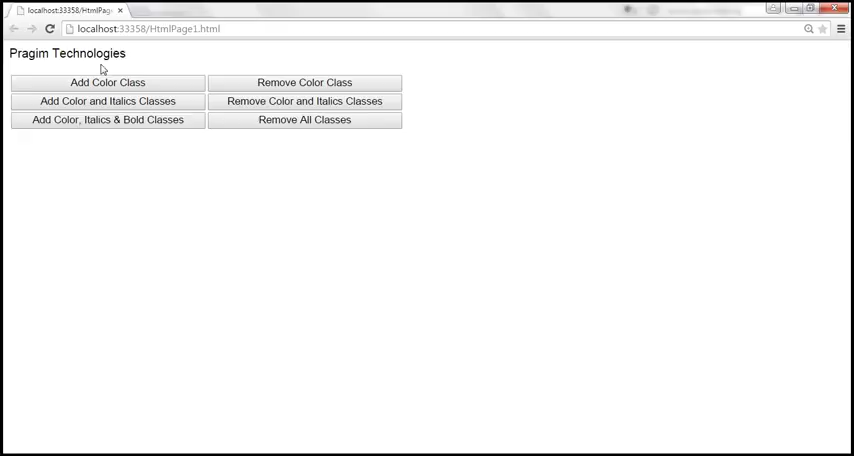 localhost:33358/HtmlPag
localhost:33358/HtmlPage1.html
Pragim Technologies
Add Color Class
Remove Color Class
Add Color and Italics Classes
Remove Color and Italics Classes
Add Color, Italics & Bold Classes
Remove All Classes